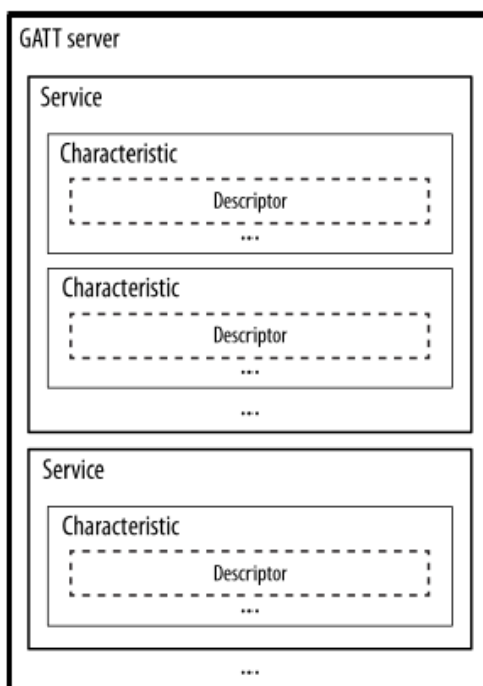 GATT server
Service
Characteristic
Descriptor
....
Characteristic
Descriptor
....
....
Service
Characteristic
Descriptor
....
....